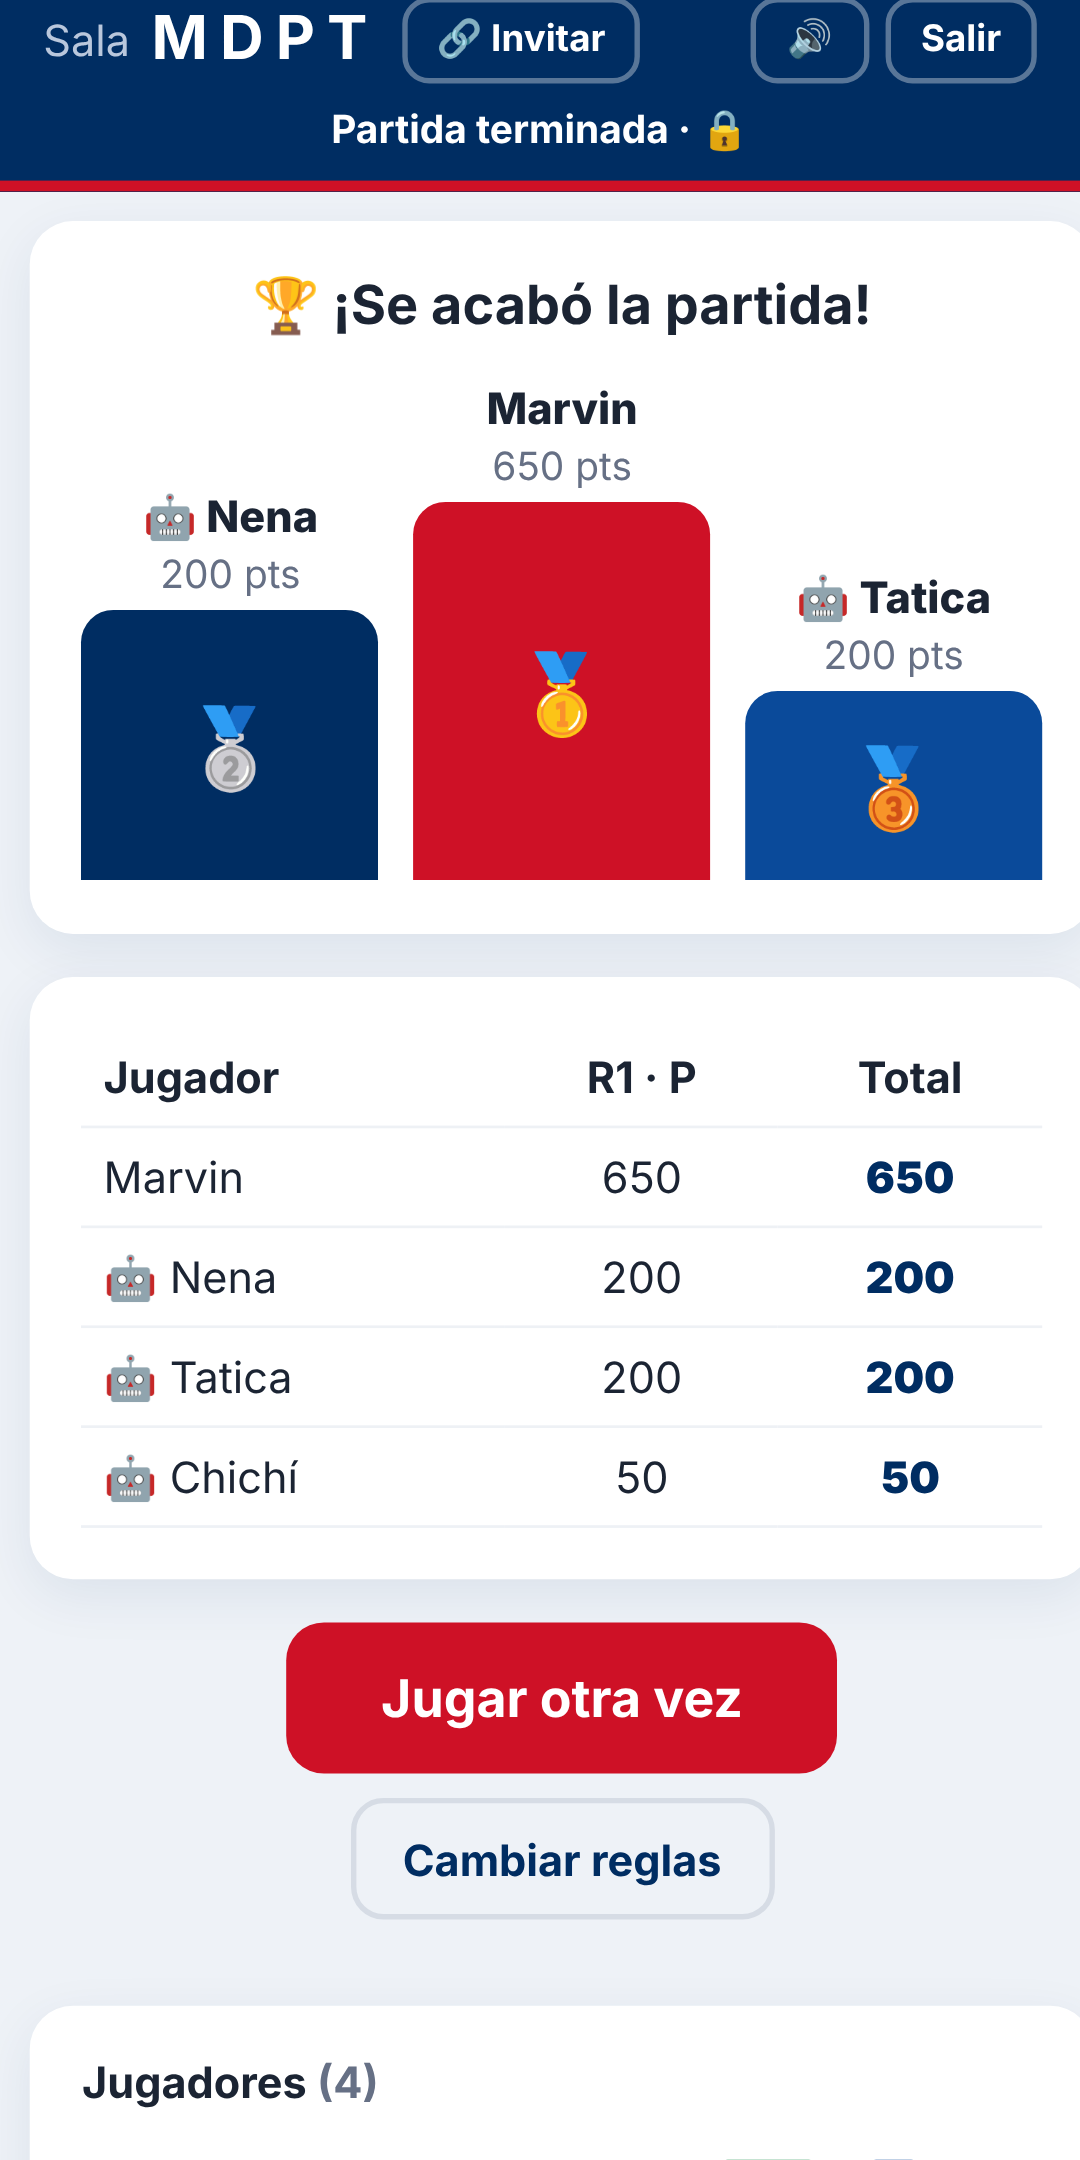 Sala MDPT 🔗 Invitar 🔊 Salir
Partida terminada · 🔒
🏆 ¡Se acabó la partida!
Marvin
650 pts
🤖 Nena
200 pts
🤖 Tatica
200 pts
🥇
🥈
🥉
Jugador R1 · P Total
Marvin 650 650
🤖 Nena 200 200
🤖 Tatica 200 200
🤖 Chichí 50 50
Jugar otra vez
Cambiar reglas
Jugadores (4)